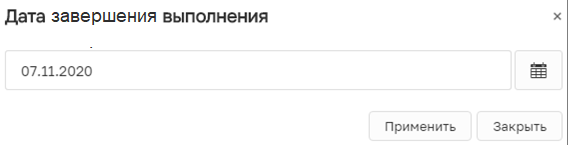 Дата завершения выполнения ×
07.11.2020
Применить Закрыть